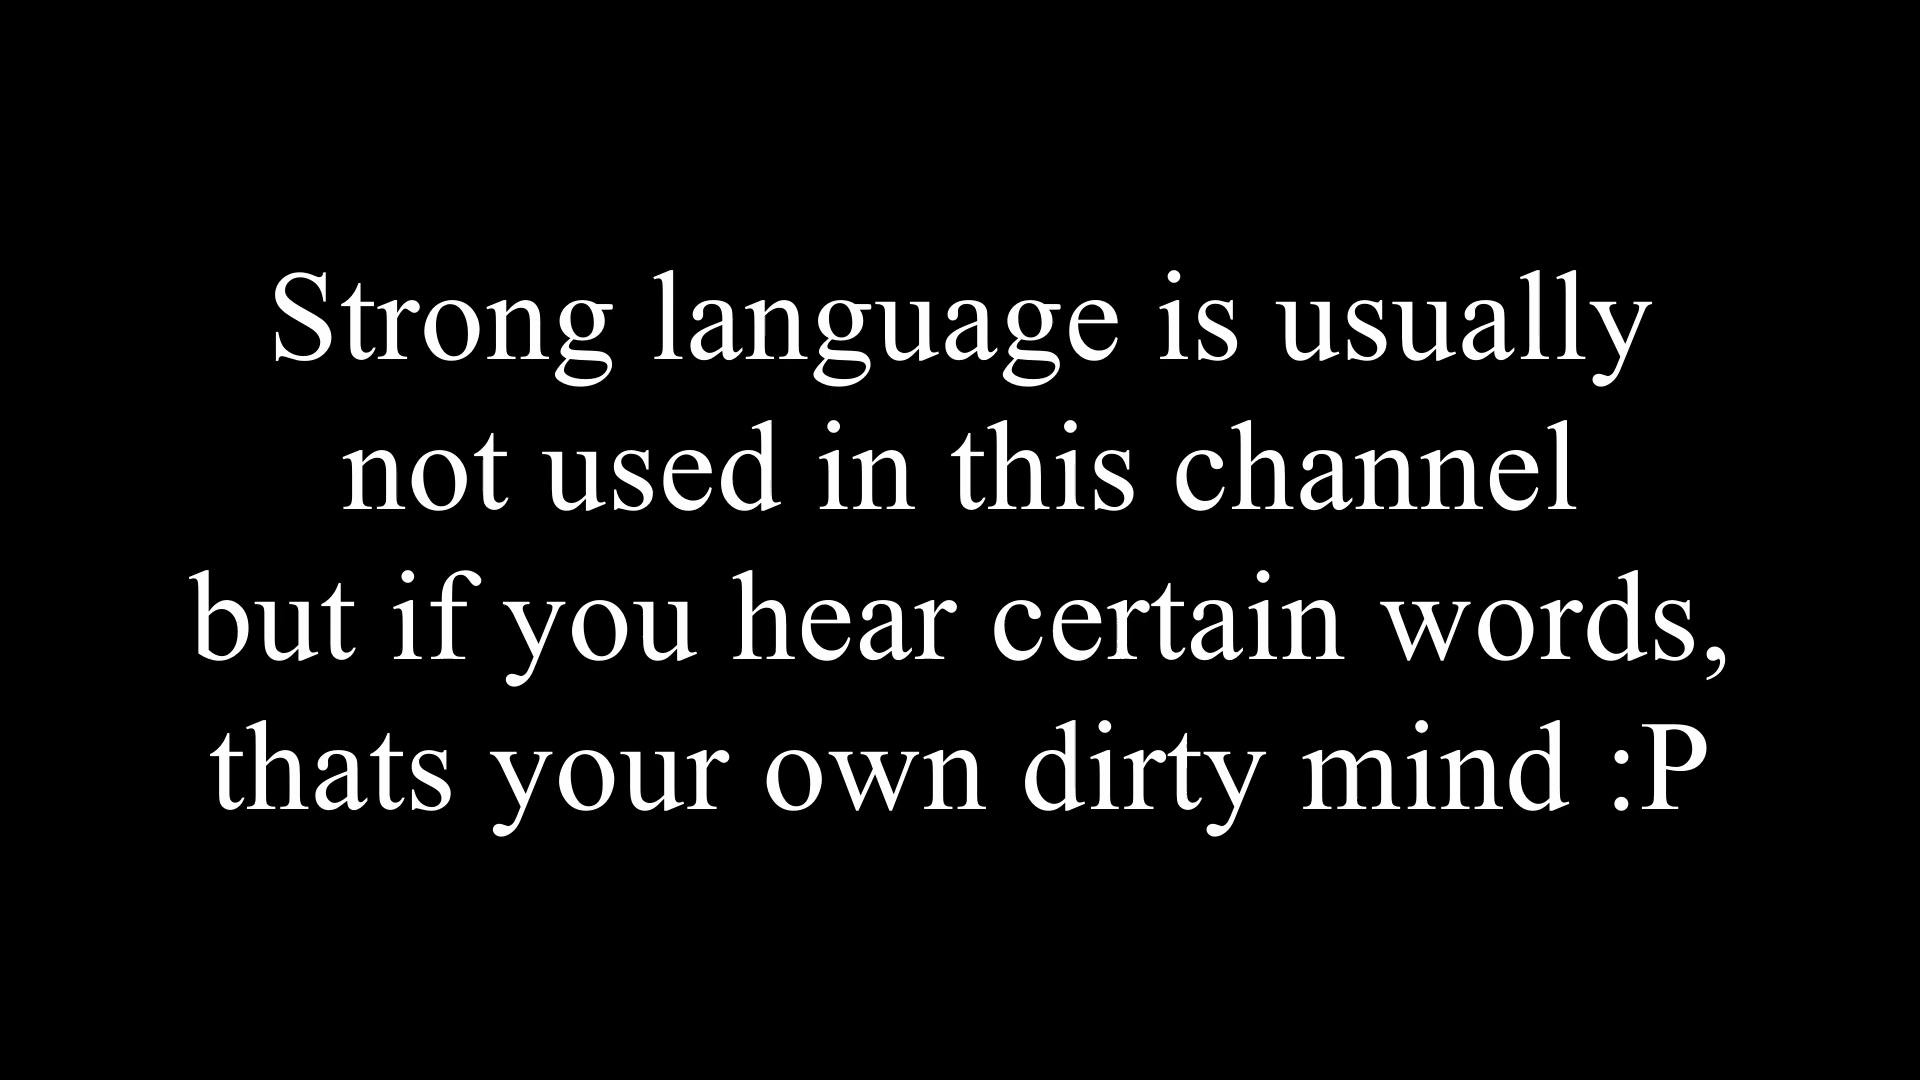 Strong language is usually
not used in this channel
but if you hear certain words,
thats your own dirty mind :P